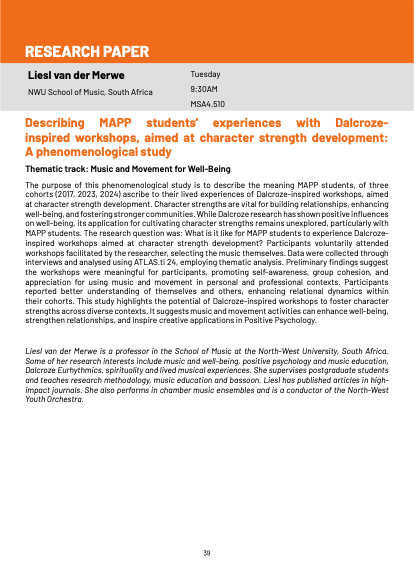 RESEARCH PAPER
Liesl van der Merwe
NWU School of Music, South Africa
Tuesday
9:30AM
MSA4.510
Describing MAPP students’ experiences with Dalcroze-
inspired workshops, aimed at character strength development:
A phenomenological study
Thematic track: Music and Movement for Well-Being
The purpose of this phenomenological study is to describe the meaning MAPP students, of three
cohorts (2017, 2023, 2024) ascribe to their lived experiences of Dalcroze-inspired workshops, aimed
at character strength development. Character strengths are vital for building relationships, enhancing
well-being, and fostering stronger communities. While Dalcroze research has shown positive influences
on well-being, its application for cultivating character strengths remains unexplored, particularly with
MAPP students. The research question was: What is it like for MAPP students to experience Dalcroze-
inspired workshops aimed at character strength development? Participants voluntarily attended
workshops facilitated by the researcher, selecting the music themselves. Data were collected through
interviews and analysed using ATLAS.ti 24, employing thematic analysis. Preliminary findings suggest
the workshops were meaningful for participants, promoting self-awareness, group cohesion, and
appreciation for using music and movement in personal and professional contexts. Participants
reported better understanding of themselves and others, enhancing relational dynamics within
their cohorts. This study highlights the potential of Dalcroze-inspired workshops to foster character
strengths across diverse contexts. It suggests music and movement activities can enhance well-being,
strengthen relationships, and inspire creative applications in Positive Psychology.
Liesl van der Merwe is a professor in the School of Music at the North-West University, South Africa.
Some of her research interests include music and well-being, positive psychology and music education,
Dalcroze Eurhythmics, spirituality and lived musical experiences. She supervises postgraduate students
and teaches research methodology, music education and bassoon. Liesl has published articles in high-
impact journals. She also performs in chamber music ensembles and is a conductor of the North-West
Youth Orchestra.
39